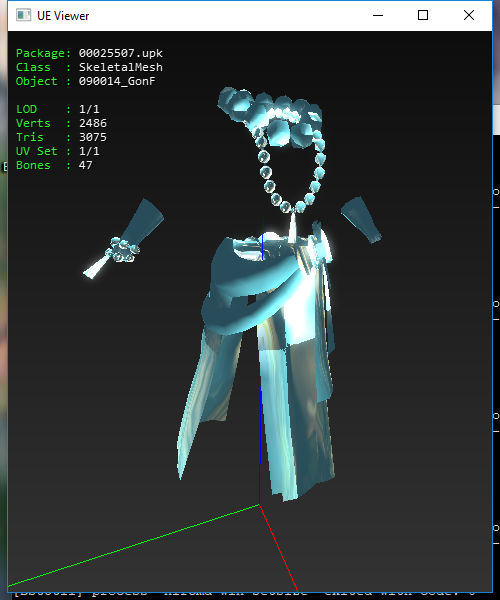 UE Viewer
Package: 00025507.upk
Class  : SkeletalMesh
Object : 090014_GonF
LOD    : 1/1
Verts  : 2486
Tris   : 3075
UV Set : 1/1
Bones  : 47